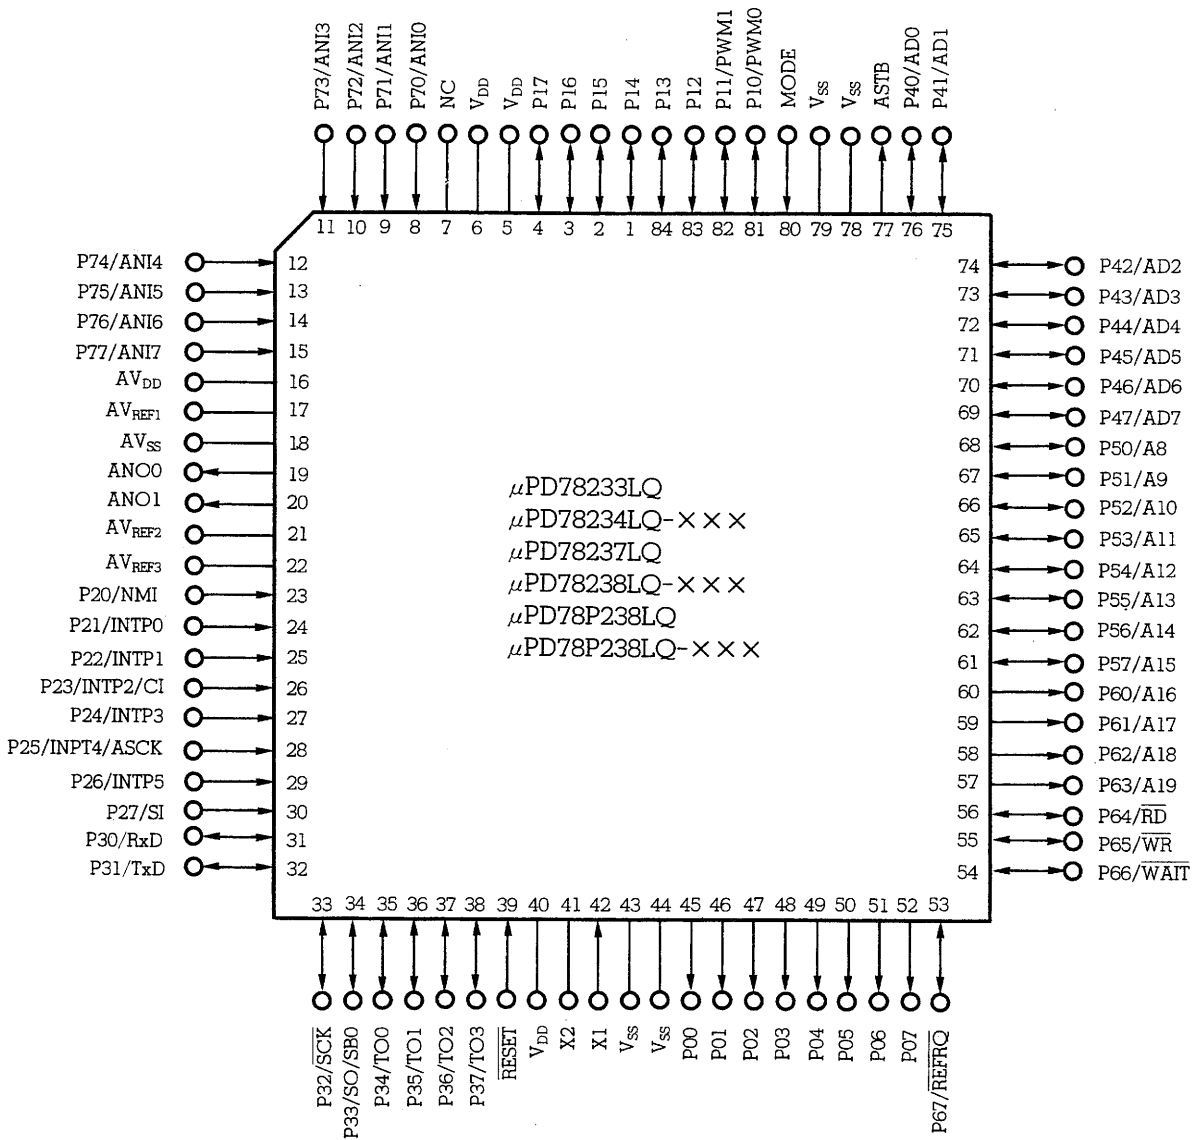 P73/ANI3
P72/ANI2
P71/ANI1
P70/ANI0
NC
VDD
VDD
P17
P16
P15
P14
P13
P12
P11/PWM1
P10/PWM0
MODE
VSS
VSS
ASTB
P40/AD0
P41/AD1
11 10 9 8 7 6 5 4 3 2 1 84 83 82 81 80 79 78 77 76 75
P74/ANI4 12
P75/ANI5 13
P76/ANI6 14
P77/ANI7 15
AVDD 16
AVREF1 17
AVSS 18
ANO0 19
ANO1 20
AVREF2 21
AVREF3 22
P20/NMI 23
P21/INTP0 24
P22/INTP1 25
P23/INTP2/CI 26
P24/INTP3 27
P25/INPT4/ASCK 28
P26/INTP5 29
P27/SI 30
P30/RxD 31
P31/TxD 32
μPD78233LQ
μPD78234LQ-×××
μPD78237LQ
μPD78238LQ-×××
μPD78P238LQ
μPD78P238LQ-×××
74 P42/AD2
73 P43/AD3
72 P44/AD4
71 P45/AD5
70 P46/AD6
69 P47/AD7
68 P50/A8
67 P51/A9
66 P52/A10
65 P53/A11
64 P54/A12
63 P55/A13
62 P56/A14
61 P57/A15
60 P60/A16
59 P61/A17
58 P62/A18
57 P63/A19
56 P64/RD
55 P65/WR
54 P66/WAIT
33 34 35 36 37 38 39 40 41 42 43 44 45 46 47 48 49 50 51 52 53
P32/SCK
P33/SO/SB0
P34/TO0
P35/TO1
P36/TO2
P37/TO3
RESET
VDD
X2
X1
VSS
VSS
P00
P01
P02
P03
P04
P05
P06
P07
P67/REFRQ